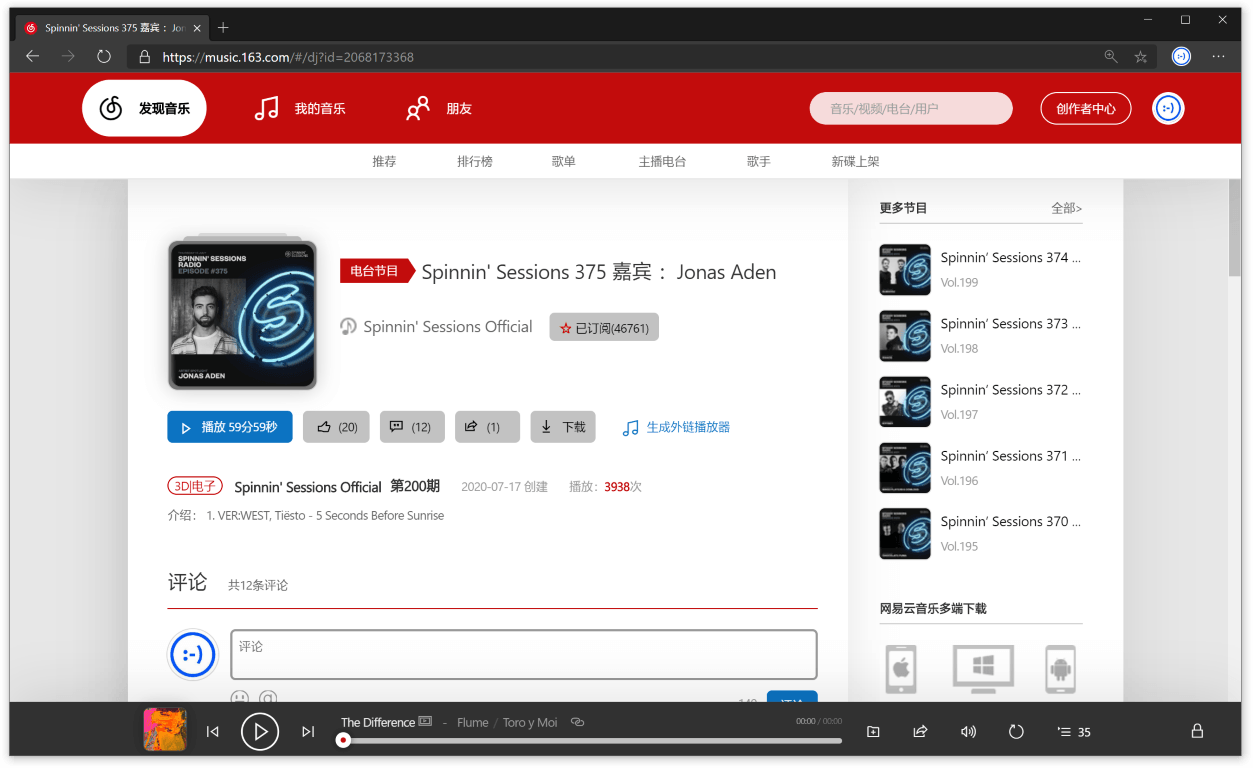 Spinnin' Sessions 375 嘉宾 ： Jon
https://music.163.com/#/dj?id=2068173368
发现音乐
我的音乐
朋友
音乐/视频/电台/用户
创作者中心
:-)
推荐 排行榜 歌单 主播电台 歌手 新碟上架
SPINNIN' SESSIONS
RADIO
EPISODE #375
JONAS ADEN
电台节目 Spinnin' Sessions 375 嘉宾 ： Jonas Aden
Spinnin' Sessions Official 已订阅(46761)
播放 59分59秒 (20) (12) (1) 下载 生成外链播放器
3D|电子 Spinnin' Sessions Official 第200期 2020-07-17 创建 播放：3938次
介绍： 1. VER:WEST, Tiësto - 5 Seconds Before Sunrise
评论 共12条评论
:-)
评论
140 评论
更多节目 全部>
Spinnin’ Sessions 374 ...
Vol.199
Spinnin’ Sessions 373 ...
Vol.198
Spinnin’ Sessions 372 ...
Vol.197
Spinnin’ Sessions 371 ...
Vol.196
Spinnin’ Sessions 370 ...
Vol.195
网易云音乐多端下载
The Difference - Flume / Toro y Moi
00:00 / 00:00
35